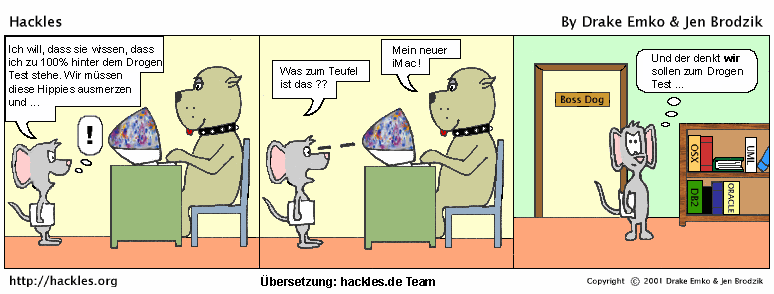 Hackles
By Drake Emko & Jen Brodzik
Ich will, dass sie wissen, dass
ich zu 100% hinter dem Drogen
Test stehe. Wir müssen
diese Hippies ausmerzen
und ...
!
Was zum Teufel
ist das ??
Mein neuer
iMac!
Und der denkt wir
sollen zum Drogen
Test ...
Boss Dog
OSX
UML
DB2
ORACLE
http://hackles.org
Übersetzung: hackles.de Team
Copyright © 2001 Drake Emko & Jen Brodzik